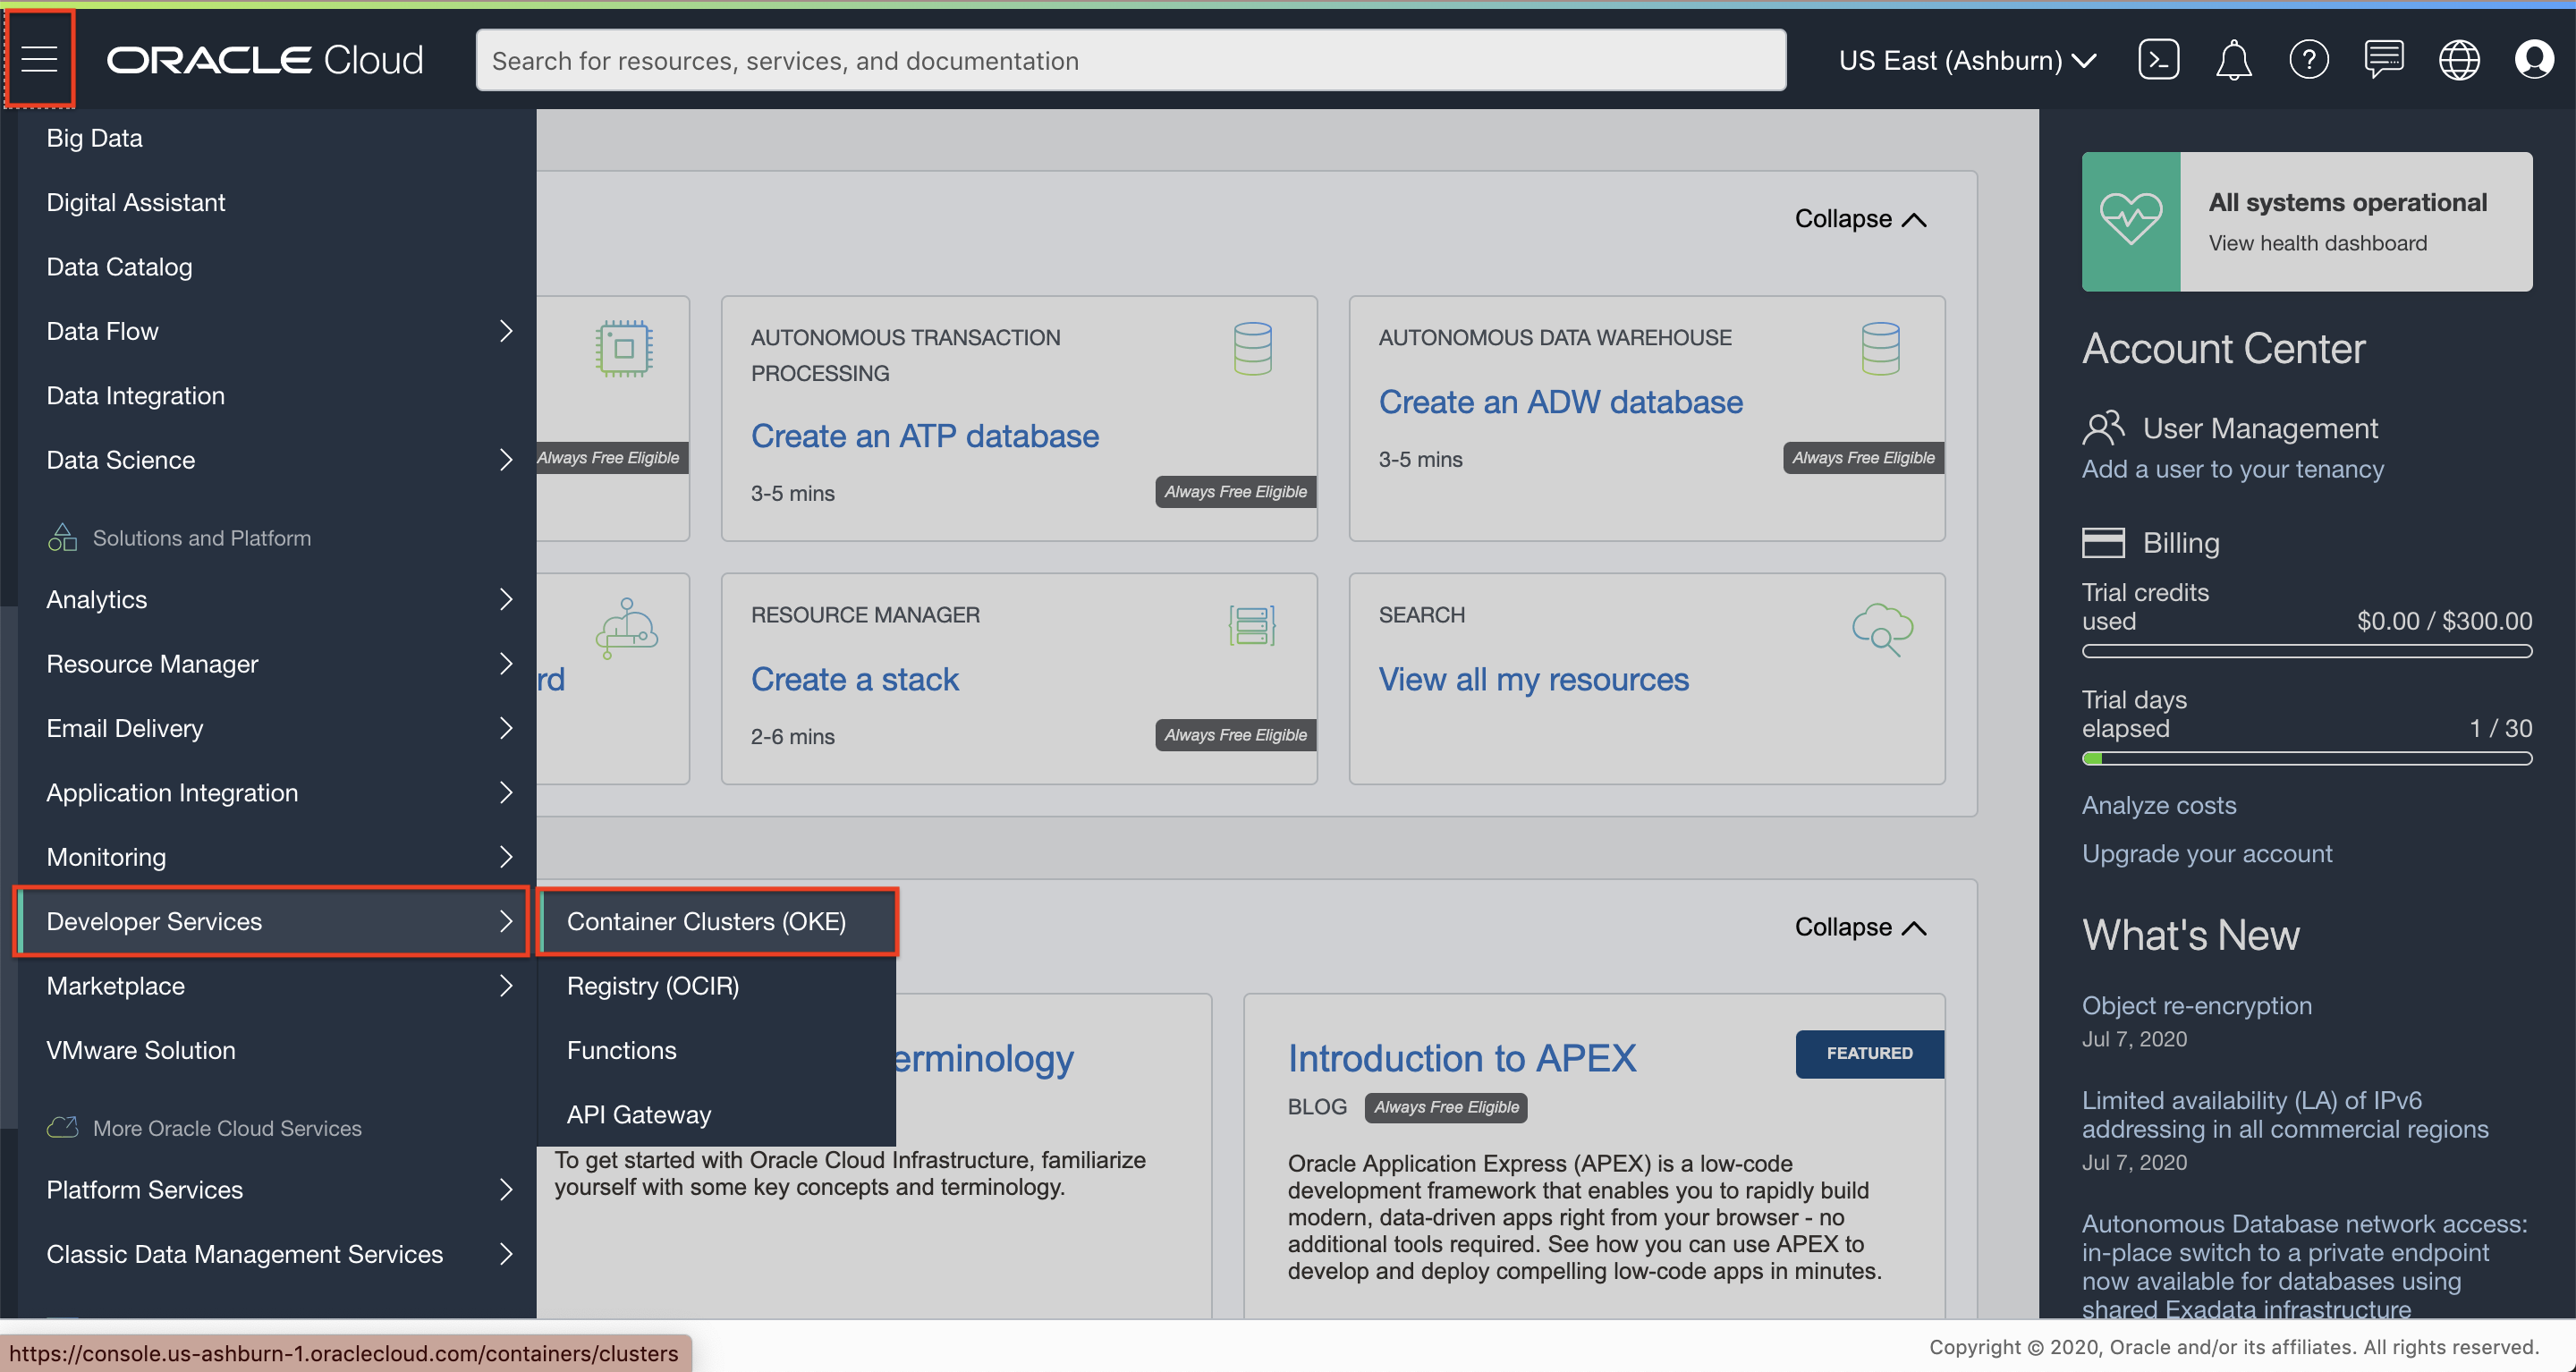 ORACLE Cloud
Search for resources, services, and documentation
US East (Ashburn)
Big Data
Digital Assistant
Data Catalog
Data Flow
Data Integration
Data Science
Solutions and Platform
Analytics
Resource Manager
Email Delivery
Application Integration
Monitoring
Developer Services
Marketplace
VMware Solution
More Oracle Cloud Services
Platform Services
Classic Data Management Services
Container Clusters (OKE)
Registry (OCIR)
Functions
API Gateway
Collapse
Always Free Eligible
AUTONOMOUS TRANSACTION
PROCESSING
Create an ATP database
3-5 mins
Always Free Eligible
AUTONOMOUS DATA WAREHOUSE
Create an ADW database
3-5 mins
Always Free Eligible
rd
RESOURCE MANAGER
Create a stack
2-6 mins
Always Free Eligible
SEARCH
View all my resources
Collapse
erminology
To get started with Oracle Cloud Infrastructure, familiarize
yourself with some key concepts and terminology.
Introduction to APEX
FEATURED
BLOG
Always Free Eligible
Oracle Application Express (APEX) is a low-code
development framework that enables you to rapidly build
modern, data-driven apps right from your browser - no
additional tools required. See how you can use APEX to
develop and deploy compelling low-code apps in minutes.
All systems operational
View health dashboard
Account Center
User Management
Add a user to your tenancy
Billing
Trial credits
used $0.00 / $300.00
Trial days
elapsed 1 / 30
Analyze costs
Upgrade your account
What's New
Object re-encryption
Jul 7, 2020
Limited availability (LA) of IPv6
addressing in all commercial regions
Jul 7, 2020
Autonomous Database network access:
in-place switch to a private endpoint
now available for databases using
shared Exadata infrastructure
https://console.us-ashburn-1.oraclecloud.com/containers/clusters
Copyright © 2020, Oracle and/or its affiliates. All rights reserved.